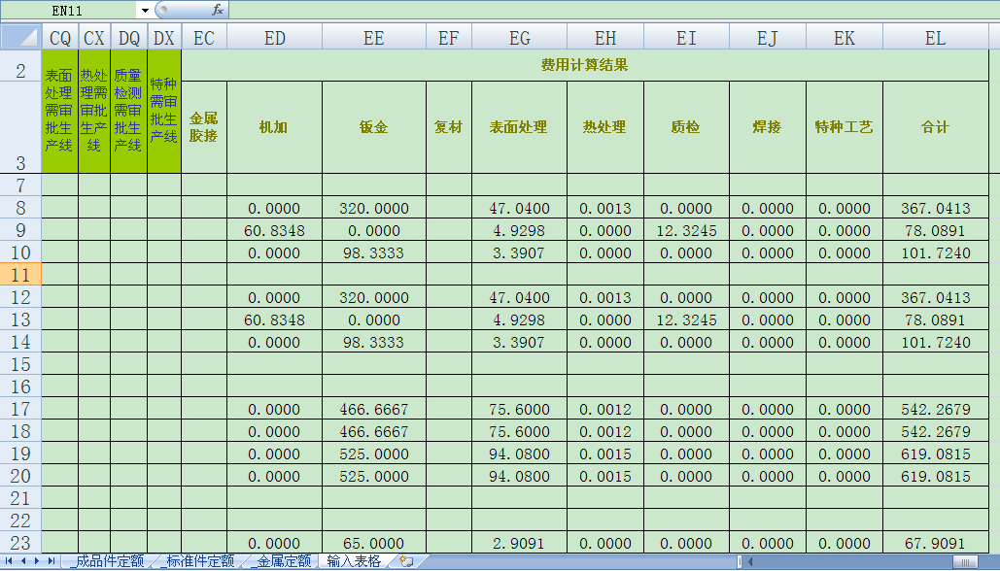 EN11 fx
CQ CX DQ DX EC ED EE EF EG EH EI EJ EK EL
2 费用计算结果
表面处理需审批生产线 热处理需审批生产线 质量检测需审批生产线 特种需审批生产线
3 金属胶接 机加 钣金 复材 表面处理 热处理 质检 焊接 特种工艺 合计
7
8 0.0000 320.0000 47.0400 0.0013 0.0000 0.0000 0.0000 367.0413
9 60.8348 0.0000 4.9298 0.0000 12.3245 0.0000 0.0000 78.0891
10 0.0000 98.3333 3.3907 0.0000 0.0000 0.0000 0.0000 101.7240
11
12 0.0000 320.0000 47.0400 0.0013 0.0000 0.0000 0.0000 367.0413
13 60.8348 0.0000 4.9298 0.0000 12.3245 0.0000 0.0000 78.0891
14 0.0000 98.3333 3.3907 0.0000 0.0000 0.0000 0.0000 101.7240
15
16
17 0.0000 466.6667 75.6000 0.0012 0.0000 0.0000 0.0000 542.2679
18 0.0000 466.6667 75.6000 0.0012 0.0000 0.0000 0.0000 542.2679
19 0.0000 525.0000 94.0800 0.0015 0.0000 0.0000 0.0000 619.0815
20 0.0000 525.0000 94.0800 0.0015 0.0000 0.0000 0.0000 619.0815
21
22
23 0.0000 65.0000 2.9091 0.0000 0.0000 0.0000 0.0000 67.9091
_成品件定额 _标准件定额 _金属定额 输入表格